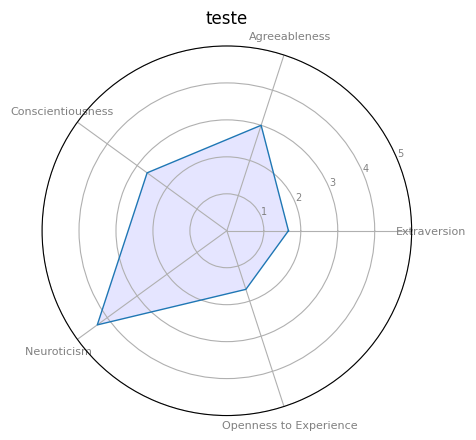 teste
Agreeableness
Conscientiousness
5
4
3
2
1
Extraversion
Neuroticism
Openness to Experience